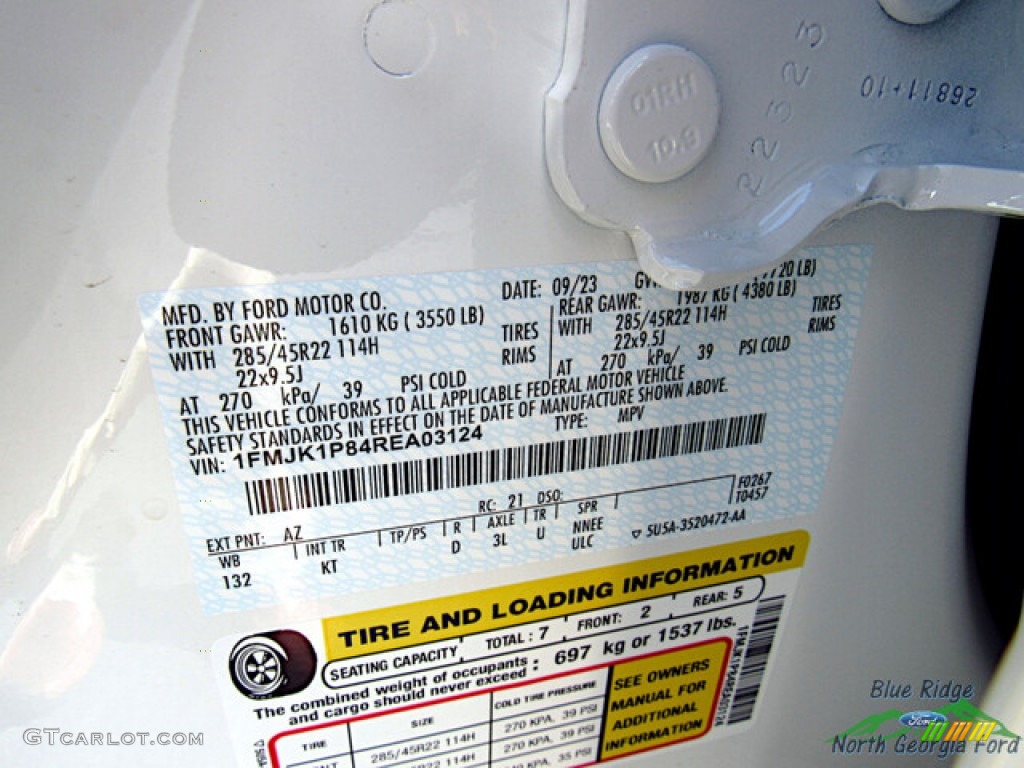 01RH
10.9
22323
26811+10
MFD. BY FORD MOTOR CO.
DATE: 09/23
FRONT GAWR: 1610 KG ( 3550 LB)
REAR GAWR: 1987 KG ( 4380 LB)
WITH 285/45R22 114H TIRES
WITH 285/45R22 114H TIRES
22x9.5J RIMS
22x9.5J RIMS
AT 270 kPa/ 39 PSI COLD
AT 270 kPa/ 39 PSI COLD
THIS VEHICLE CONFORMS TO ALL APPLICABLE FEDERAL MOTOR VEHICLE
SAFETY STANDARDS IN EFFECT ON THE DATE OF MANUFACTURE SHOWN ABOVE.
VIN: 1FMJK1P84REA03124
TYPE: MPV
F0267
T0457
RC: 21 DSO:
EXT PNT: AZ
WB INT TR TP/PS R AXLE TR SPR
132 KT D 3L U NNEE
ULC
5U5A-3520472-AA
TIRE AND LOADING INFORMATION
SEATING CAPACITY TOTAL : 7 FRONT: 2 REAR: 5
The combined weight of occupants and cargo should never exceed : 697 kg or 1537 lbs.
TIRE SIZE COLD TIRE PRESSURE
285/45R22 114H 270 KPA, 39 PSI
270 KPA, 39 PSI
35 PSI
SEE OWNERS
MANUAL FOR
ADDITIONAL
INFORMATION
GTcarlot.com
Blue Ridge
Ford
North Georgia Ford